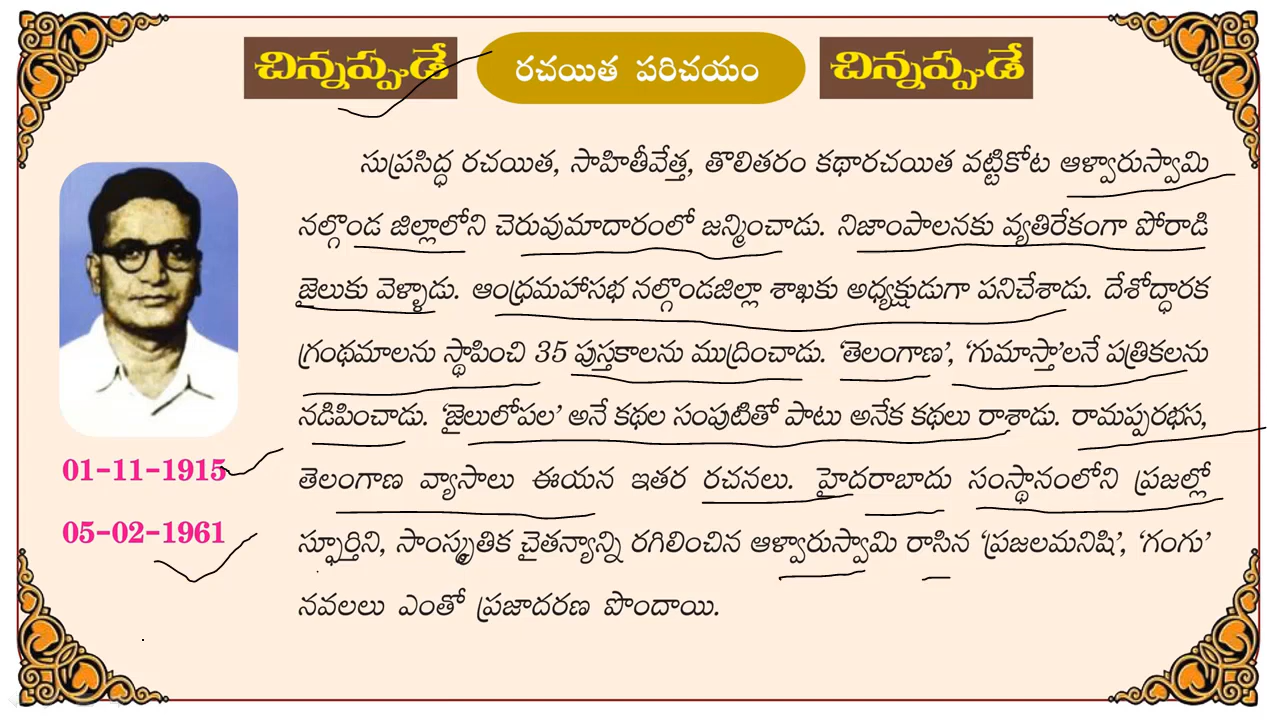 చిన్నప్పుడే రచయిత పరిచయం చిన్నప్పుడే
సుప్రసిద్ధ రచయిత, సాహితీవేత్త, తొలితరం కథారచయిత వట్టికోట ఆళ్వారుస్వామి
నల్గొండ జిల్లాలోని చెరువుమాదారంలో జన్మించాడు. నిజాంపాలనకు వ్యతిరేకంగా పోరాడి
జైలుకు వెళ్ళాడు. ఆంధ్రమహాసభ నల్గొండజిల్లా శాఖకు అధ్యక్షుడుగా పనిచేశాడు. దేశోద్ధారక
గ్రంథమాలను స్థాపించి 35 పుస్తకాలను ముద్రించాడు. ‘తెలంగాణ’, ‘గుమాస్తా’లనే పత్రికలను
నడిపించాడు. ‘జైలులోపల’ అనే కథల సంపుటితో పాటు అనేక కథలు రాశాడు. రామప్పరభస,
తెలంగాణ వ్యాసాలు ఈయన ఇతర రచనలు. హైదరాబాదు సంస్థానంలోని ప్రజల్లో
స్ఫూర్తిని, సాంస్కృతిక చైతన్యాన్ని రగిలించిన ఆళ్వారుస్వామి రాసిన ‘ప్రజలమనిషి’, ‘గంగు’
నవలలు ఎంతో ప్రజాదరణ పొందాయి.
01-11-1915
05-02-1961